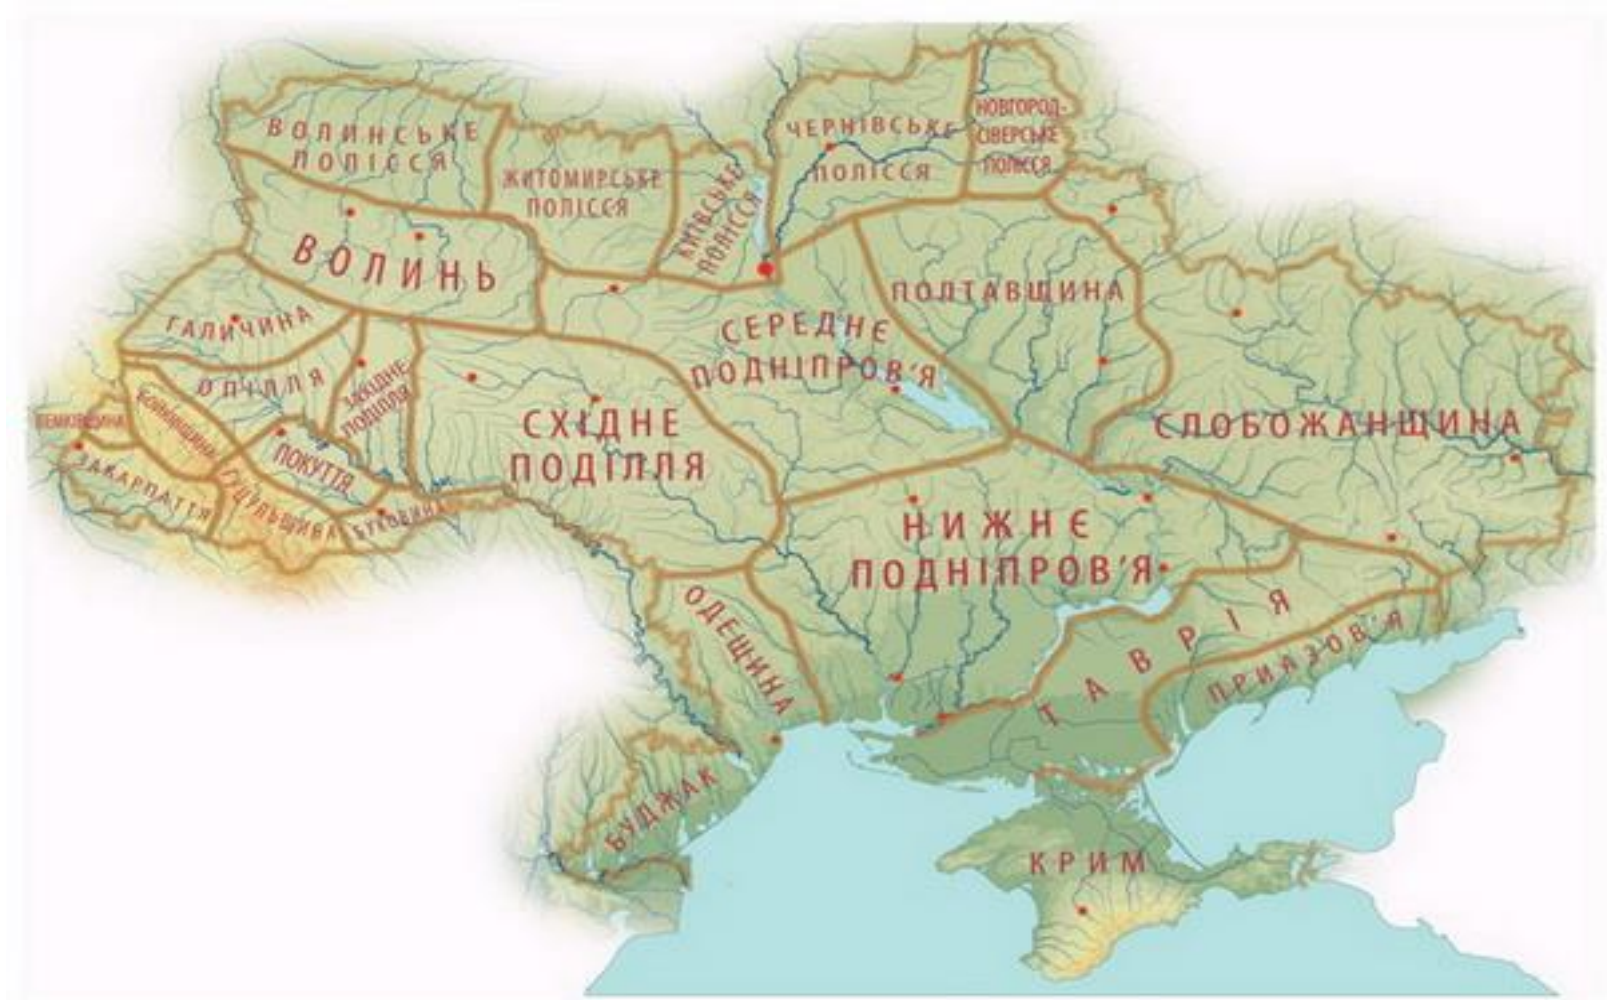 ВОЛИНСЬКЕ
ПОЛІССЯ
ЖИТОМИРСЬКЕ
ПОЛІССЯ
КИЇВСЬКЕ
ПОЛІССЯ
ЧЕРНІВСЬКЕ
ПОЛІССЯ
НОВГОРОД-
СІВЕРСЬКЕ
ПОЛІССЯ
ВОЛИНЬ
ГАЛИЧИНА
ОПІЛЛЯ
ЗАХІДНЕ
ПОДІЛЛЯ
СЕРЕДНЄ
ПОДНІПРОВ'Я
ПОЛТАВЩИНА
СЛОБОЖАНЩИНА
СХІДНЕ
ПОДІЛЛЯ
ЛЕМКІВЩИНА
БОЙКІВЩИНА
ЗАКАРПАТТЯ
ГУЦУЛЬЩИНА
ПОКУТТЯ
БУКОВИНА
НИЖНЄ
ПОДНІПРОВ'Я
ОДЕЩИНА
ТАВРІЯ
ПРИАЗОВ'Я
БУДЖАК
КРИМ